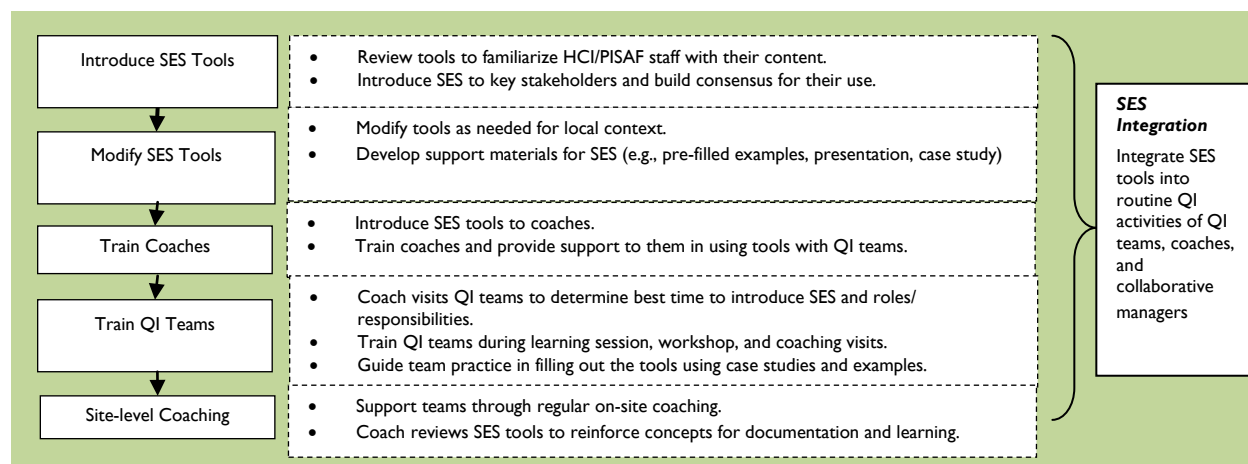 Introduce SES Tools
• Review tools to familiarize HCI/PISAF staff with their content.
• Introduce SES to key stakeholders and build consensus for their use.
Modify SES Tools
• Modify tools as needed for local context.
• Develop support materials for SES (e.g., pre-filled examples, presentation, case study)
Train Coaches
• Introduce SES tools to coaches.
• Train coaches and provide support to them in using tools with QI teams.
Train QI Teams
• Coach visits QI teams to determine best time to introduce SES and roles/
responsibilities.
• Train QI teams during learning session, workshop, and coaching visits.
• Guide team practice in filling out the tools using case studies and examples.
Site-level Coaching
• Support teams through regular on-site coaching.
• Coach reviews SES tools to reinforce concepts for documentation and learning.
SES
Integration
Integrate SES
tools into
routine QI
activities of QI
teams, coaches,
and
collaborative
managers